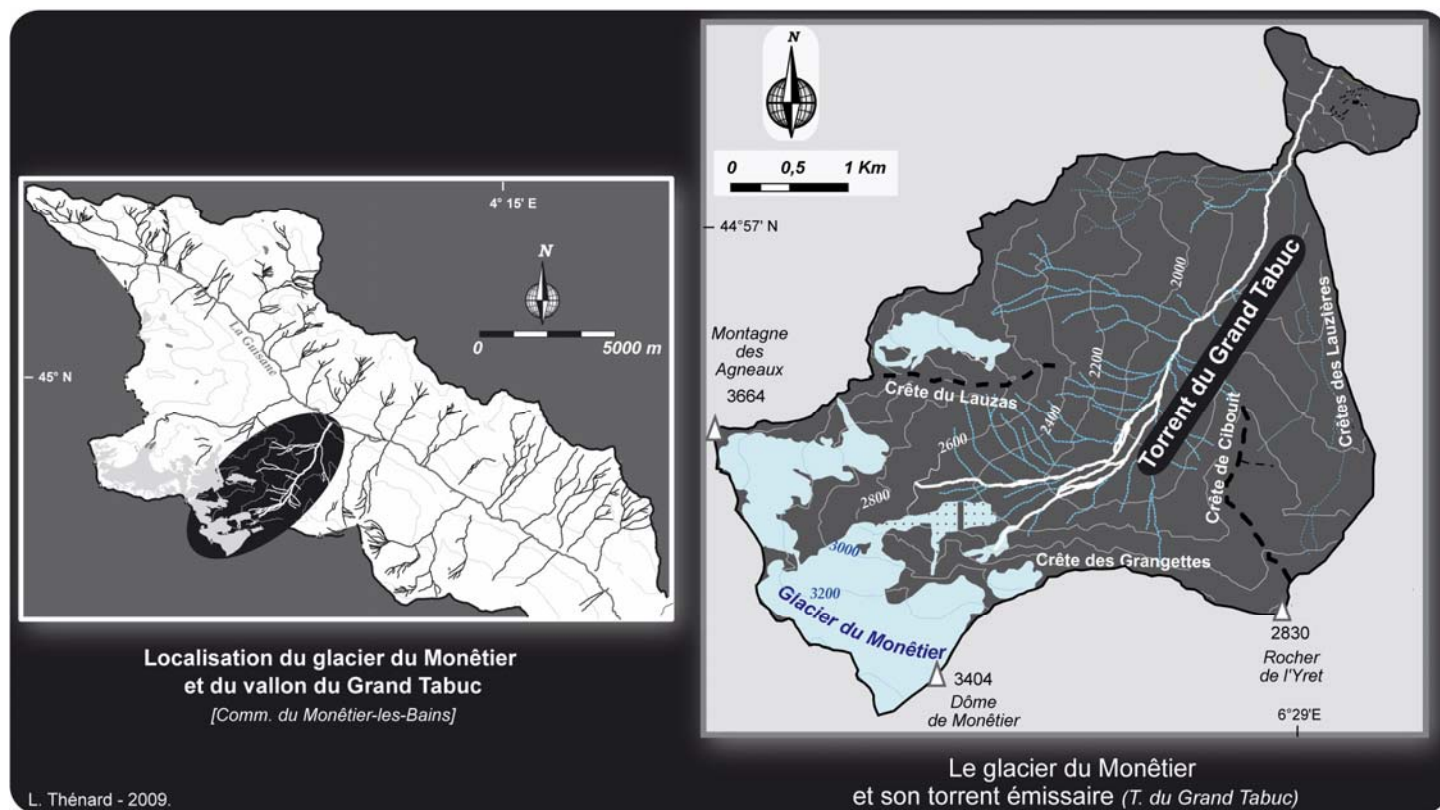 4° 15' E
N
0 5000 m
La Guisane
45° N
Localisation du glacier du Monêtier
et du vallon du Grand Tabuc
[Comm. du Monêtier-les-Bains]
L. Thénard - 2009.
N
0 0,5 1 Km
44°57' N
Montagne
des
Agneaux
3664
2000
2200
2400
2600
2800
3000
3200
Crête du Lauzas
Torrent du Grand Tabuc
Crêtes des Lauzières
Crête de Cibouit
Crête des Grangettes
Glacier du Monêtier
3404
Dôme
de Monêtier
2830
Rocher
de l'Yret
6°29'E
Le glacier du Monêtier
et son torrent émissaire (T. du Grand Tabuc)